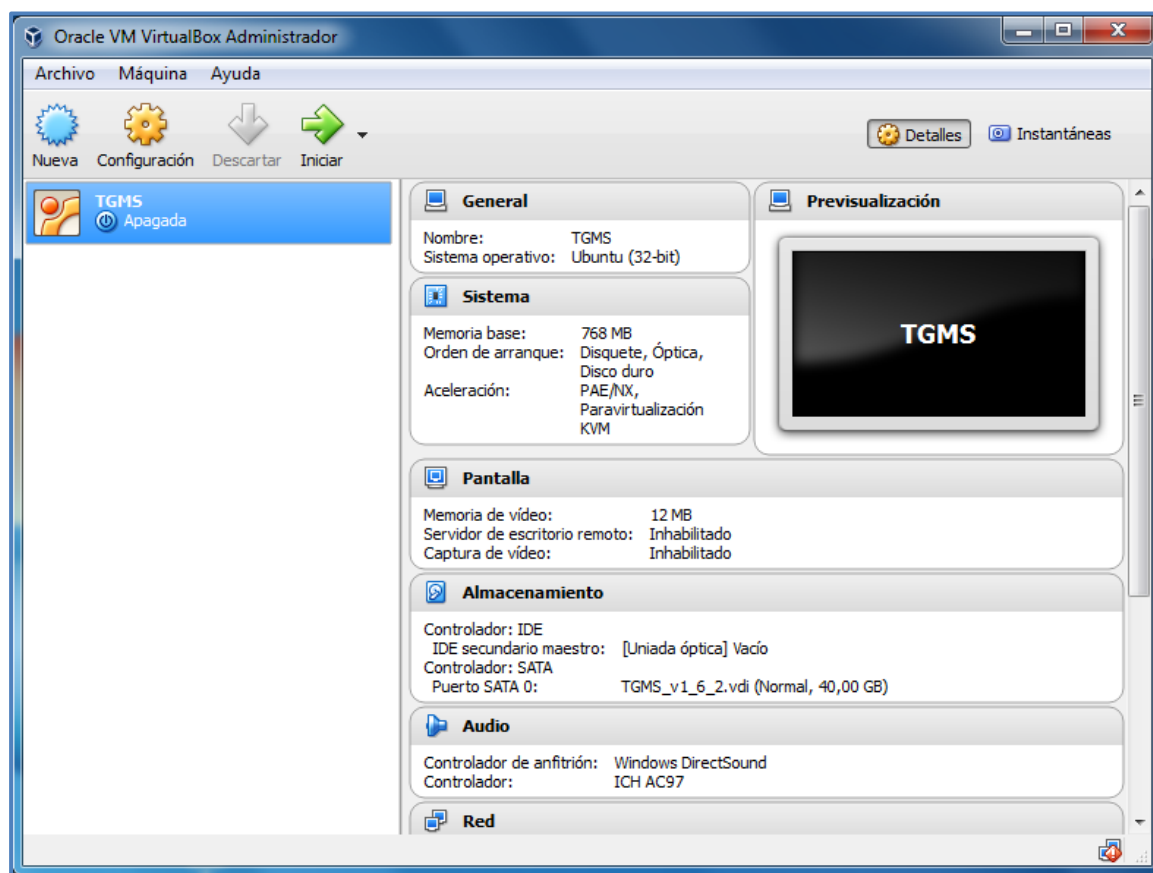 Oracle VM VirtualBox Administrador
Archivo Máquina Ayuda
Nueva Configuración Descartar Iniciar
Detalles Instantáneas
TGMS
Apagada
General
Nombre: TGMS
Sistema operativo: Ubuntu (32-bit)
Sistema
Memoria base: 768 MB
Orden de arranque: Disquete, Óptica,
Disco duro
Aceleración: PAE/NX,
Paravirtualización
KVM
Previsualización
TGMS
Pantalla
Memoria de vídeo: 12 MB
Servidor de escritorio remoto: Inhabilitado
Captura de vídeo: Inhabilitado
Almacenamiento
Controlador: IDE
IDE secundario maestro: [Uniada óptica] Vacío
Controlador: SATA
Puerto SATA 0: TGMS_v1_6_2.vdi (Normal, 40,00 GB)
Audio
Controlador de anfitrión: Windows DirectSound
Controlador: ICH AC97
Red